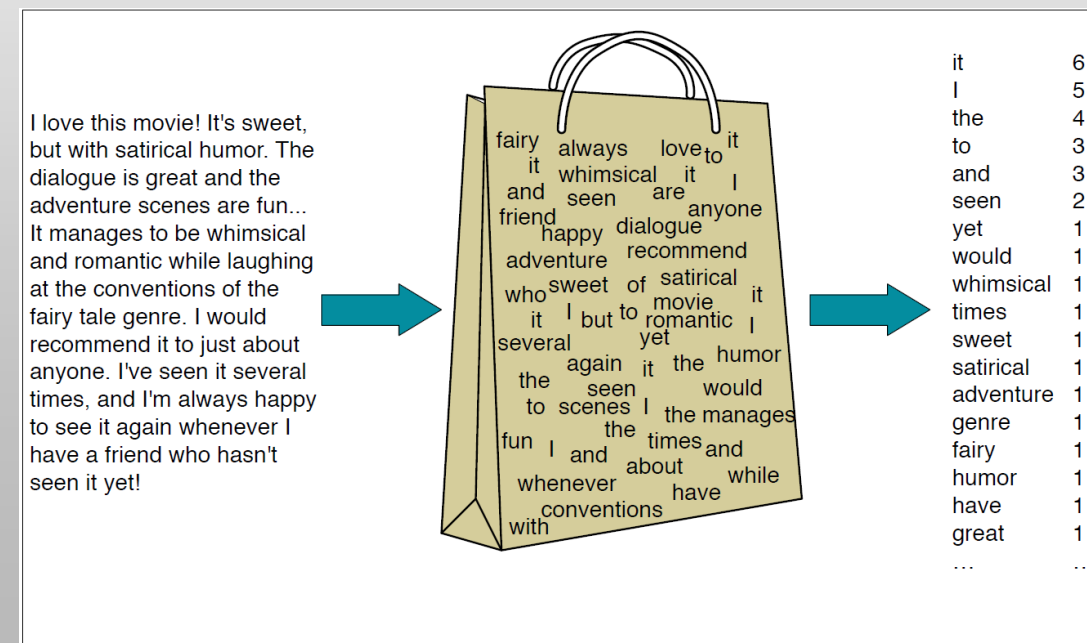 I love this movie! It's sweet,
but with satirical humor. The
dialogue is great and the
adventure scenes are fun...
It manages to be whimsical
and romantic while laughing
at the conventions of the
fairy tale genre. I would
recommend it to just about
anyone. I've seen it several
times, and I'm always happy
to see it again whenever I
have a friend who hasn't
seen it yet!
fairy always love to it
it whimsical it I
and seen are anyone
friend happy dialogue
adventure recommend
who sweet of satirical
it I but to movie it
romantic I
several yet
again it the humor
the seen would
to scenes I the manages
fun I and the times and
whenever about while
have
conventions
with
it 6
I 5
the 4
to 3
and 3
seen 2
yet 1
would 1
whimsical 1
times 1
sweet 1
satirical 1
adventure 1
genre 1
fairy 1
humor 1
have 1
great 1
... ..